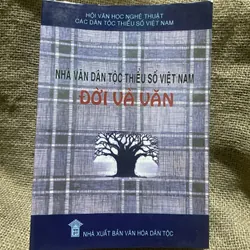 HỘI VĂN HỌC NGHỆ THUẬT
CÁC DÂN TỘC THIỂU SỐ VIỆT NAM
NHÀ VĂN DÂN TỘC THIỂU SỐ VIỆT NAM
ĐỜI VÀ VĂN
NHÀ XUẤT BẢN VĂN HÓA DÂN TỘC